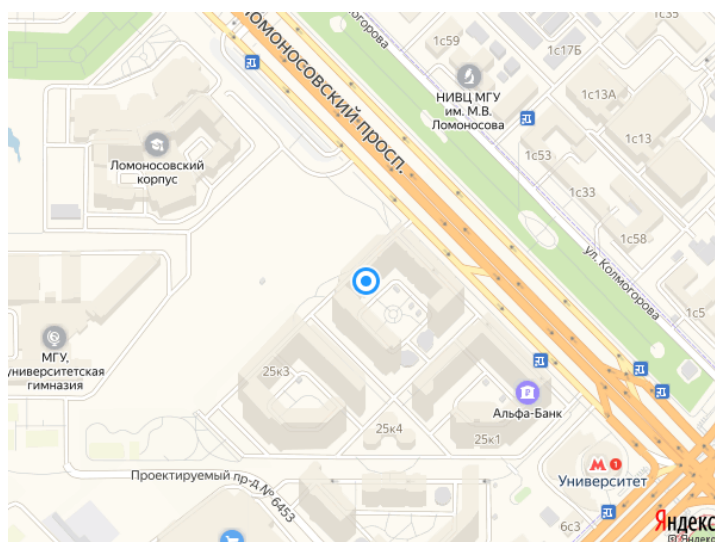 1с35
1с59
1с17Б
ЛОМОНОСОВСКИЙ ПРОСП.
НИВЦ МГУ
им. М.В.
Ломоносова
1с13А
1с13
1с53
Ломоносовский
корпус
1с33
1с58
ул. Колмогорова
1с5
МГУ,
университетская
гимназия
25к3
Альфа-Банк
25к4
25к1
Проектируемый пр-д № 6453
Университет
6с3
Яндекс